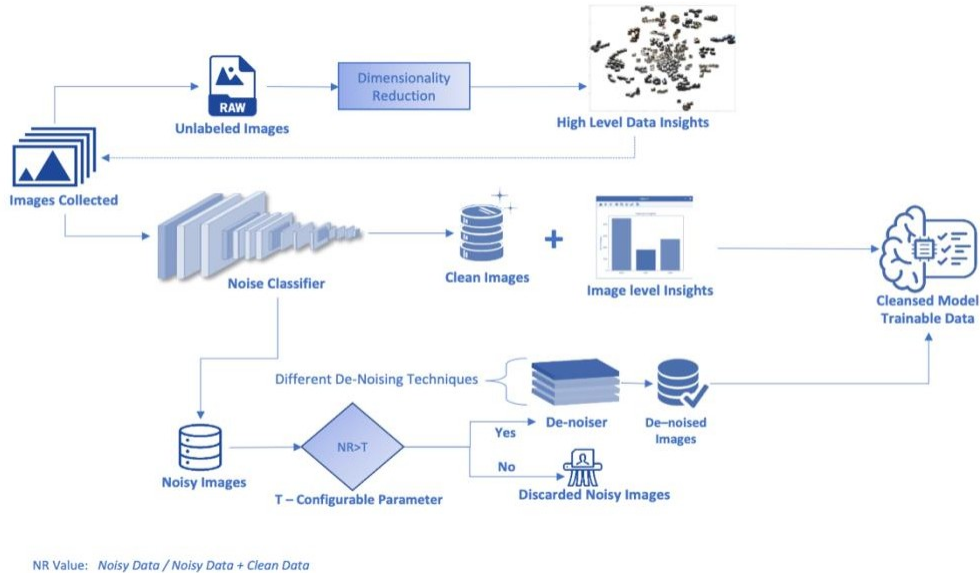 RAW
Unlabeled Images
Dimensionality
Reduction
High Level Data Insights
Images Collected
Noise Classifier
Clean Images
+
Image level Insights
Cleansed Model
Trainable Data
Different De-Noising Techniques
De-noiser
De–noised
Images
Noisy Images
NR>T
T – Configurable Parameter
Yes
No
Discarded Noisy Images
NR Value: Noisy Data / Noisy Data + Clean Data